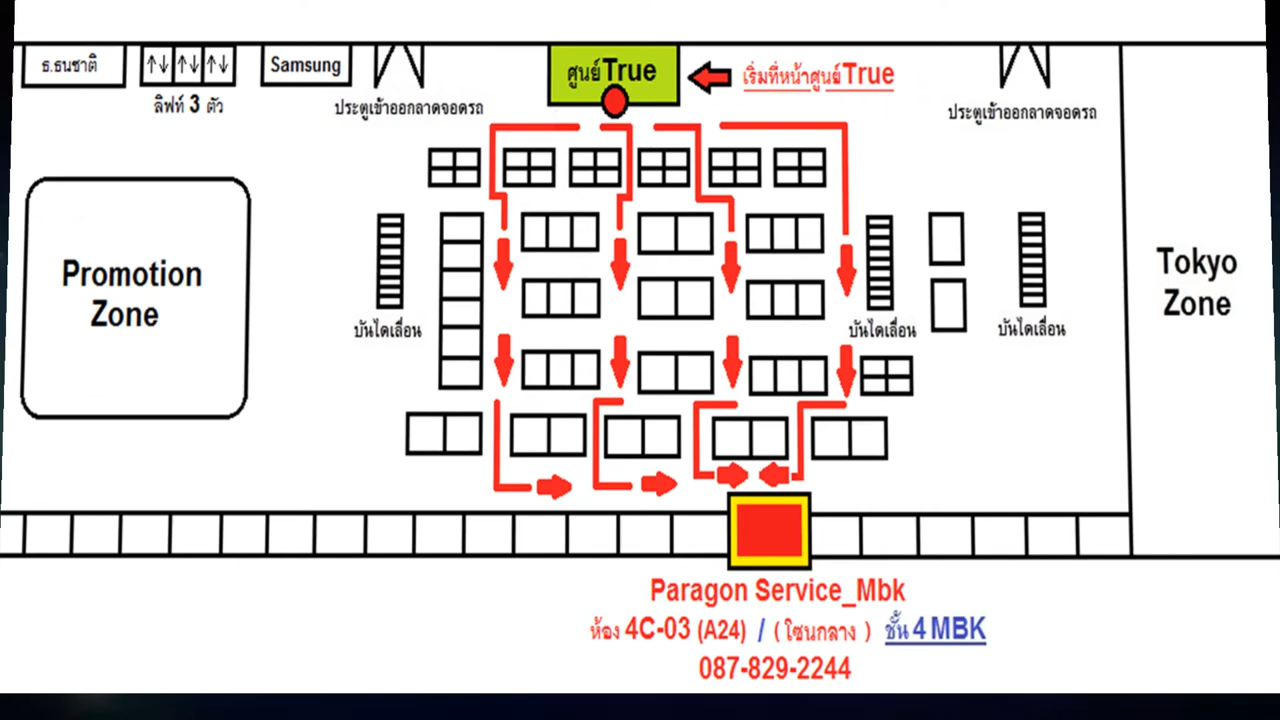 ธ.ธนชาติ
ลิฟท์ 3 ตัว
Samsung
ประตูเข้าออกลาดจอดรถ
ศูนย์True
เริ่มที่หน้าศูนย์True
ประตูเข้าออกลาดจอดรถ
Promotion
Zone
บันไดเลื่อน
บันไดเลื่อน
บันไดเลื่อน
Tokyo
Zone
Paragon Service_Mbk
ห้อง 4C-03 (A24) / ( โซนกลาง ) ชั้น 4 MBK
087-829-2244